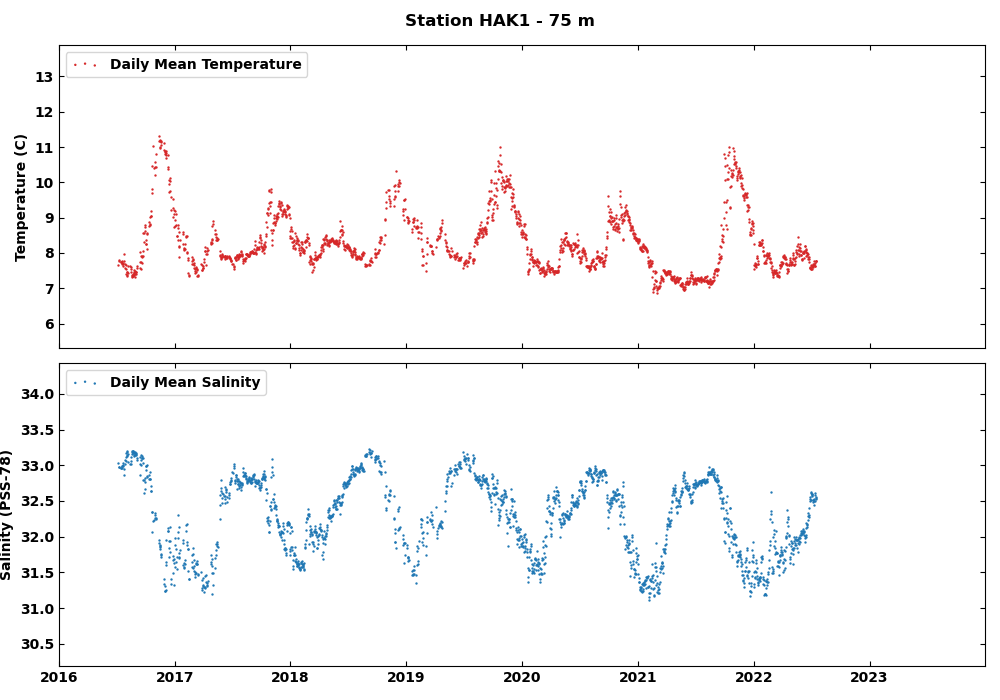 Station HAK1 - 75 m
Daily Mean Temperature
Temperature (C)
13
12
11
10
9
8
7
6
Daily Mean Salinity
Salinity (PSS-78)
34.0
33.5
33.0
32.5
32.0
31.5
31.0
30.5
2016 2017 2018 2019 2020 2021 2022 2023